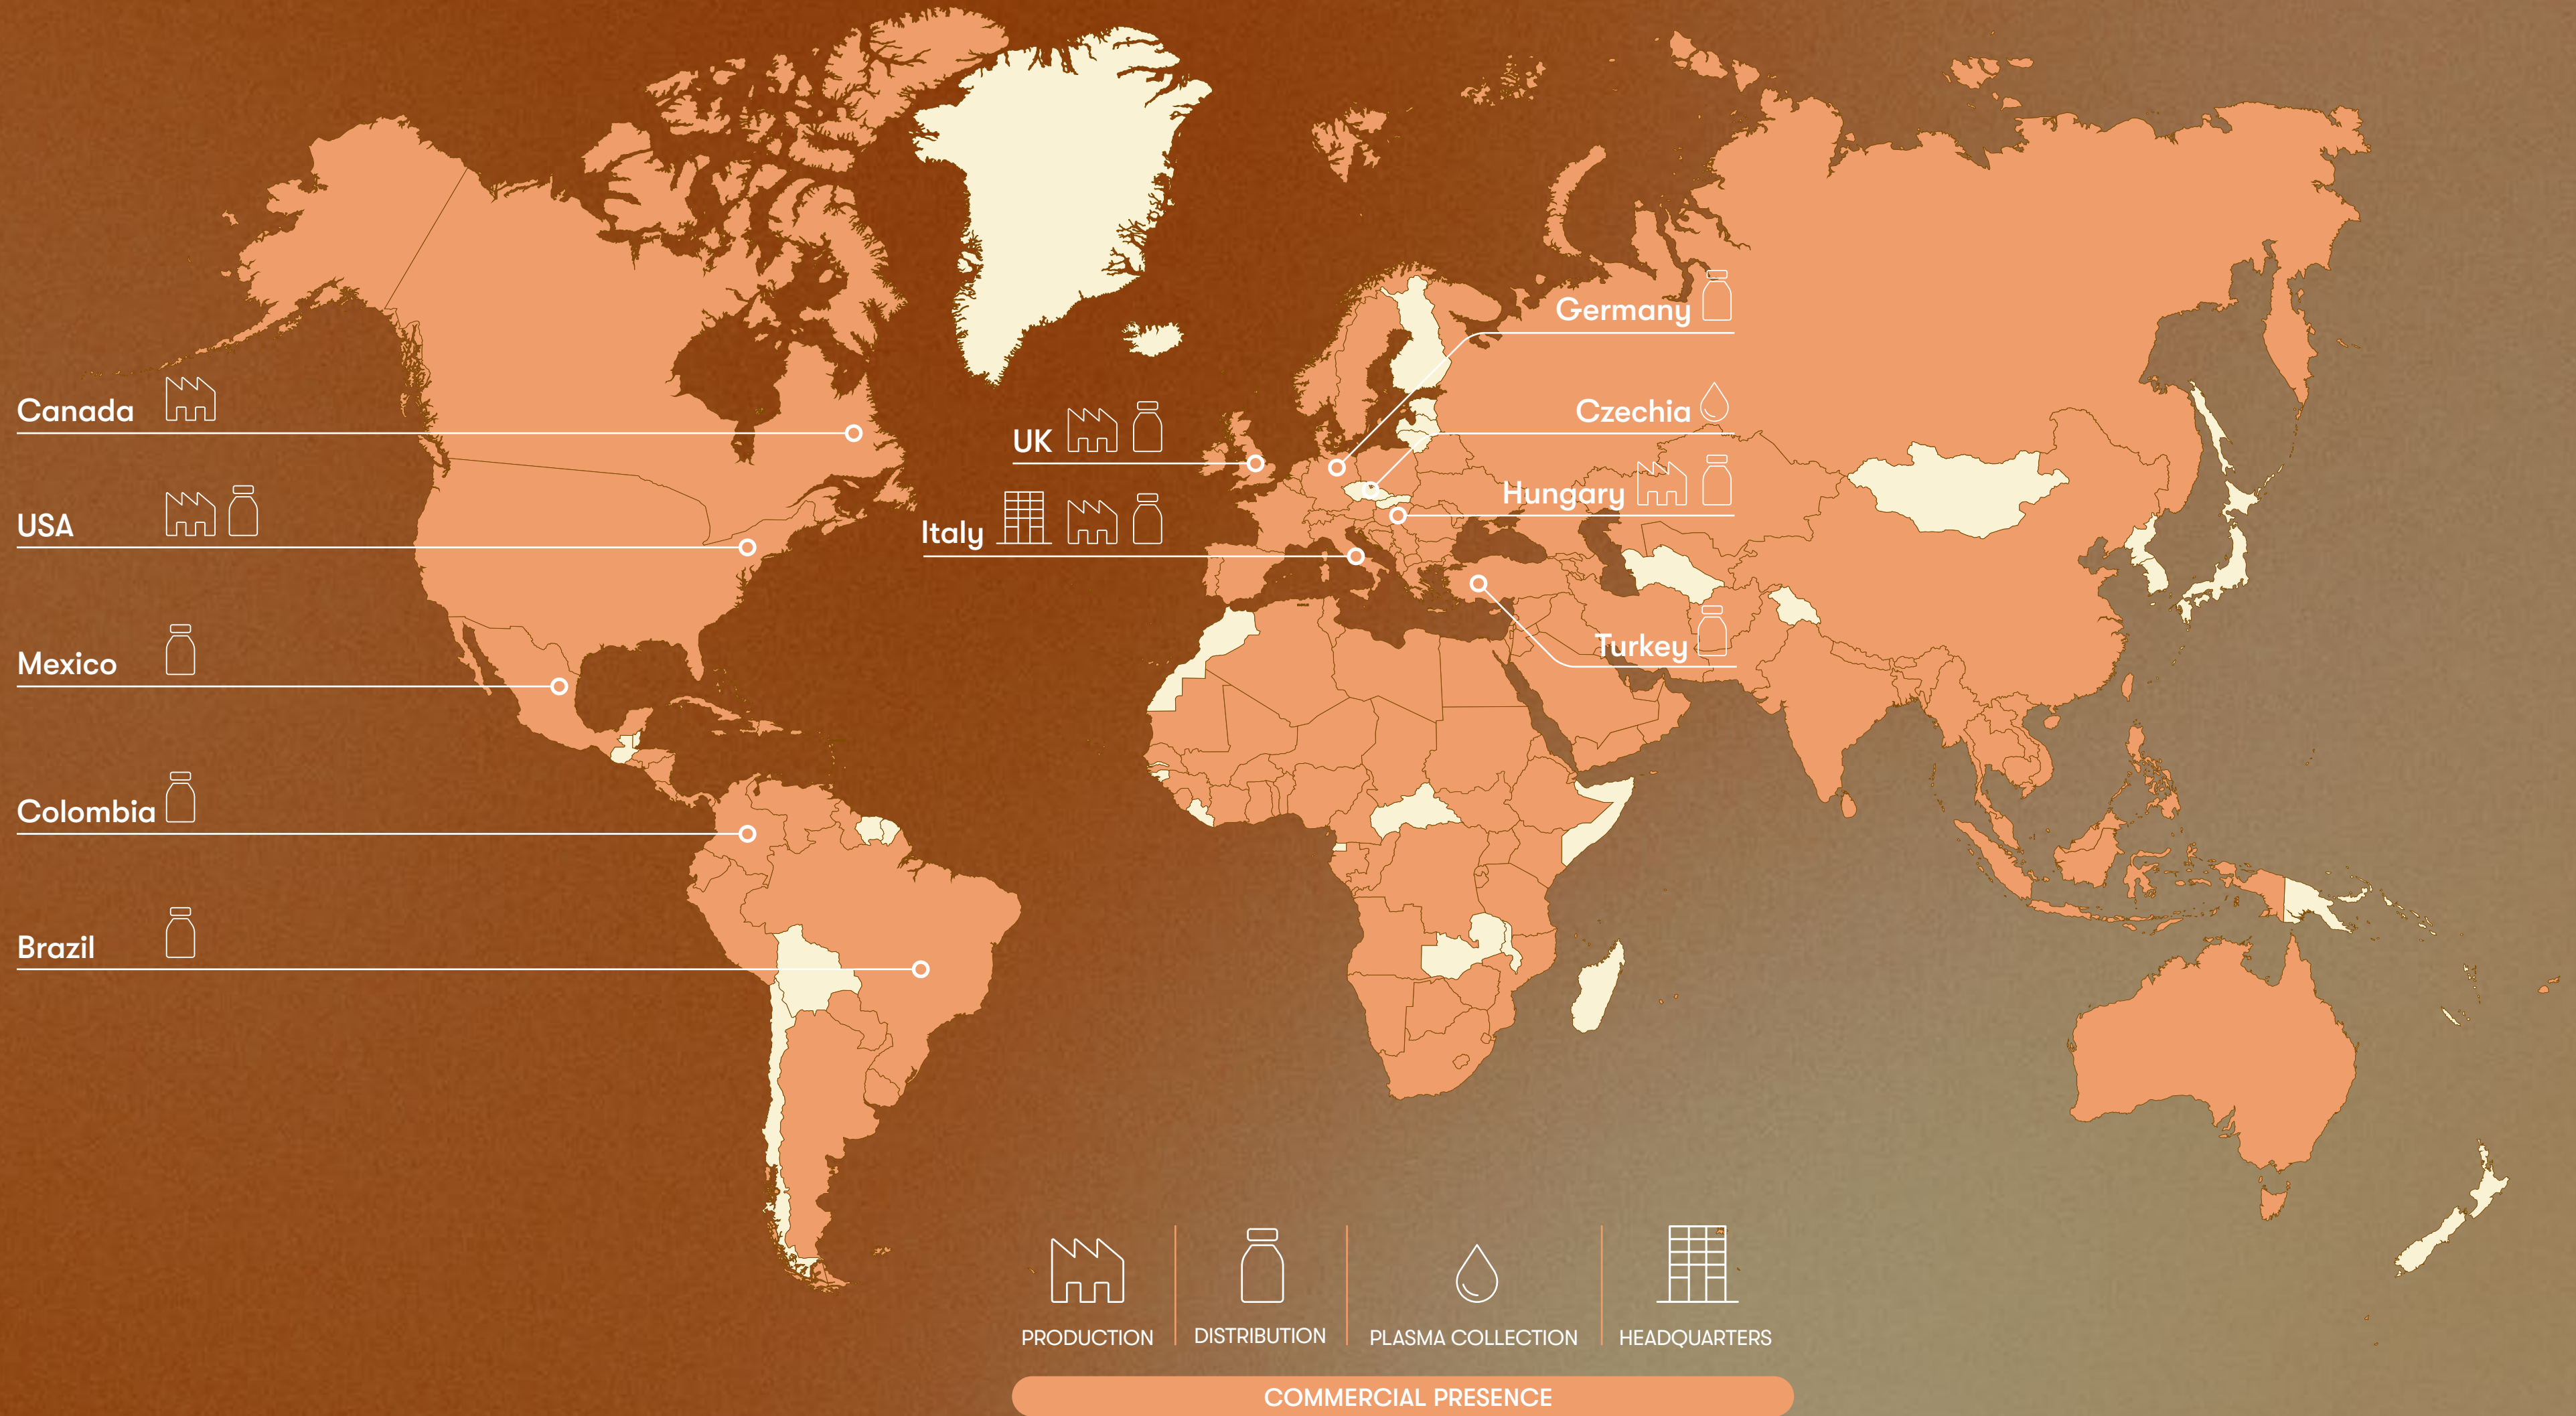 Canada
USA
Mexico
Colombia
Brazil
UK
Italy
Germany
Czechia
Hungary
Turkey
PRODUCTION
DISTRIBUTION
PLASMA COLLECTION
HEADQUARTERS
COMMERCIAL PRESENCE